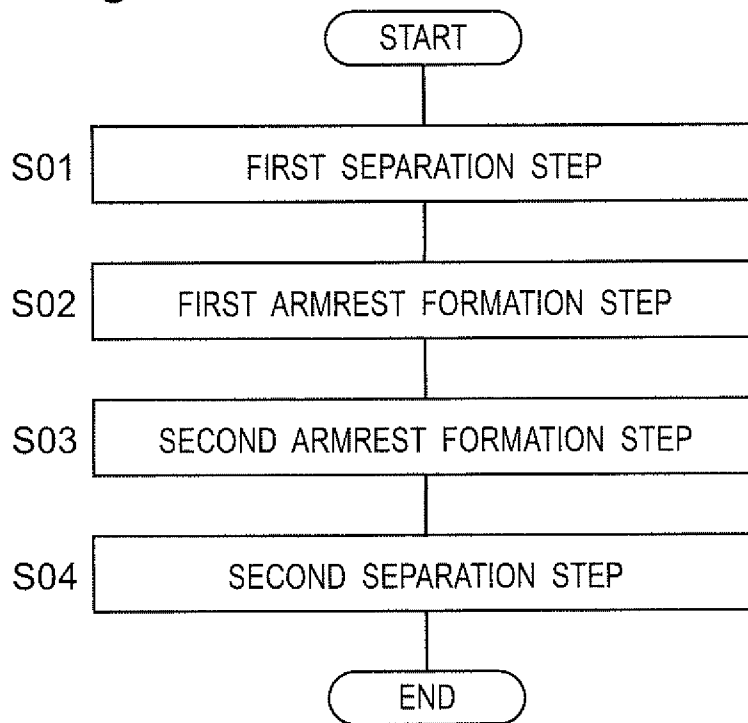 START
S01 FIRST SEPARATION STEP
S02 FIRST ARMREST FORMATION STEP
S03 SECOND ARMREST FORMATION STEP
S04 SECOND SEPARATION STEP
END